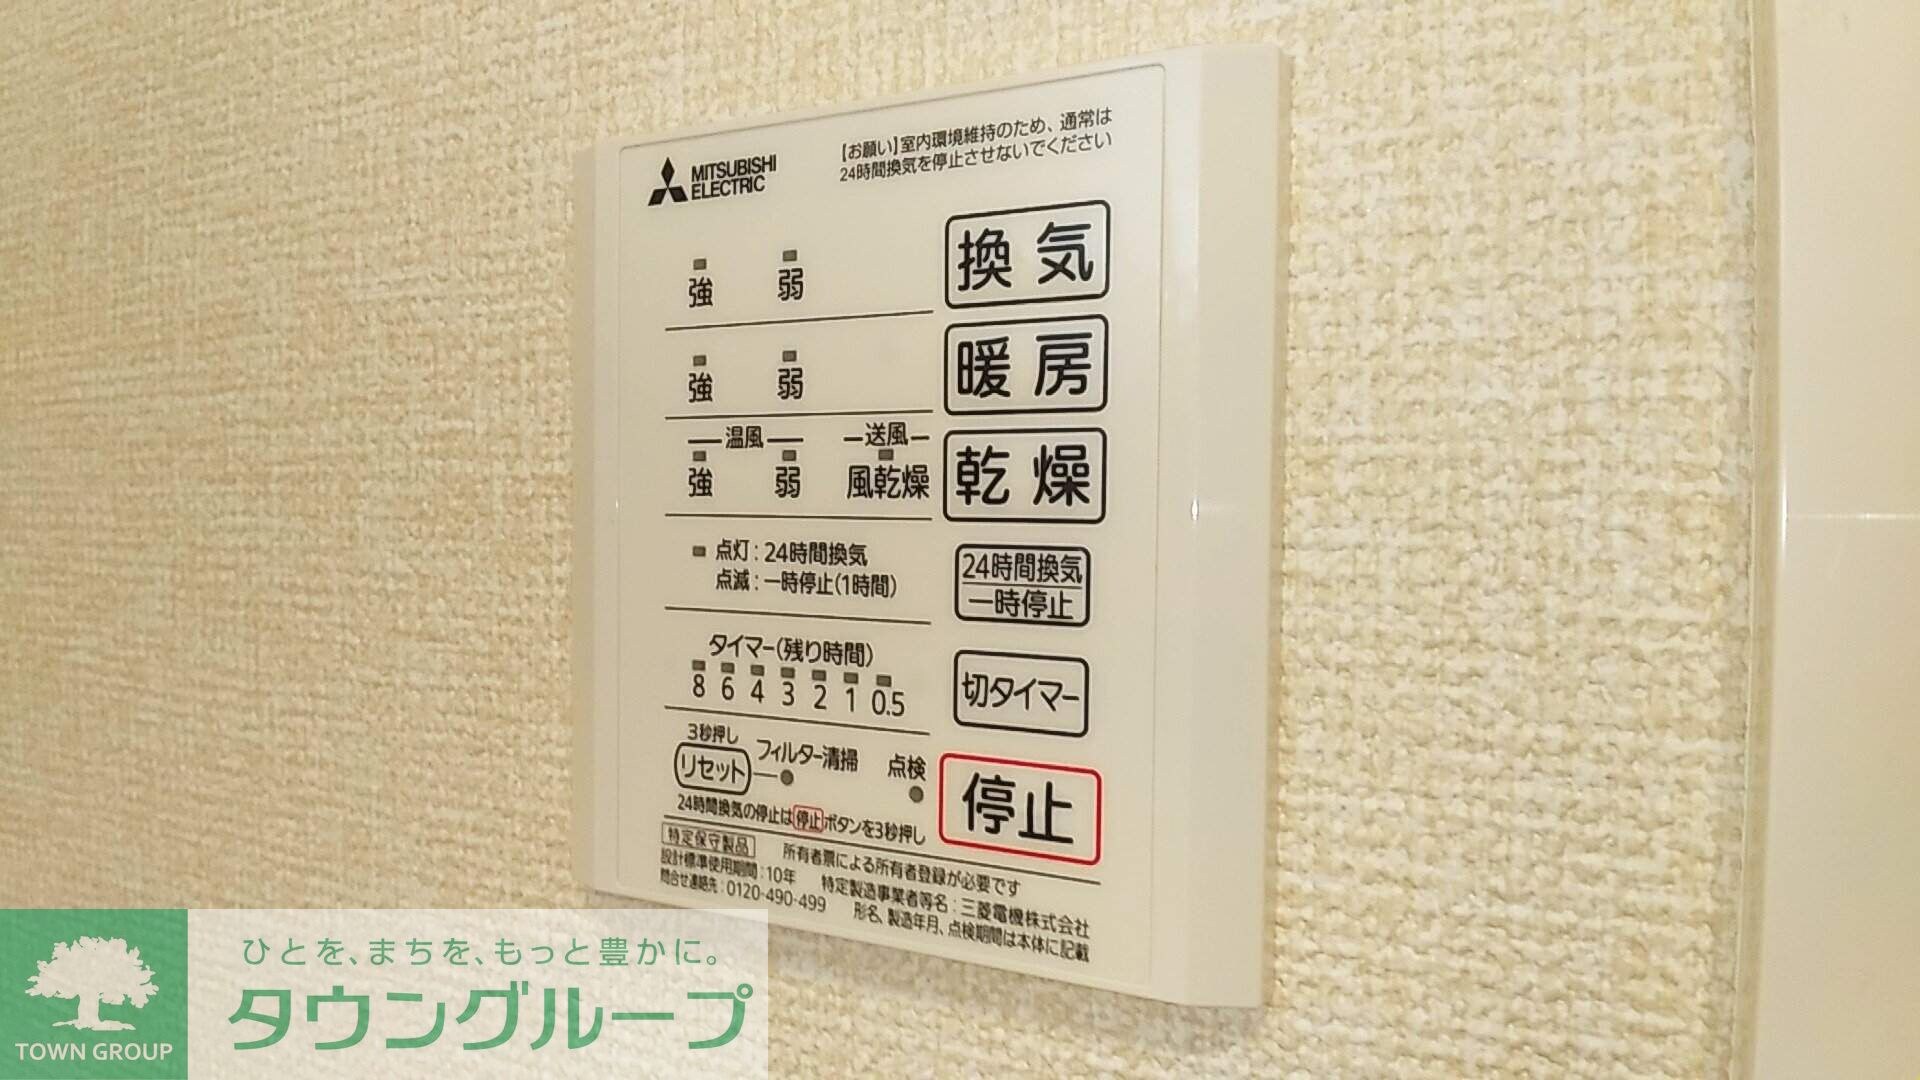 MITSUBISHI
ELECTRIC
【お願い】室内環境維持のため、通常は
24時間換気を停止させないでください
強 弱 換気
強 弱 暖房
温風 送風
強 弱 風乾燥 乾燥
点灯：24時間換気
点滅：一時停止(1時間)
24時間換気
一時停止
タイマー(残り時間)
8 6 4 3 2 1 0.5
切タイマー
3秒押し
リセット フィルター清掃 点検
停止
24時間換気の停止は停止ボタンを3秒押し
特定保守製品 所有者票による所有者登録が必要です
設計標準使用期間：10年 特定製造事業者等名：三菱電機株式会社
問合せ連絡先：0120-490-499 形名、製造年月、点検期間は本体に記載
ひとを、まちを、もっと豊かに。
タウングループ
TOWN GROUP